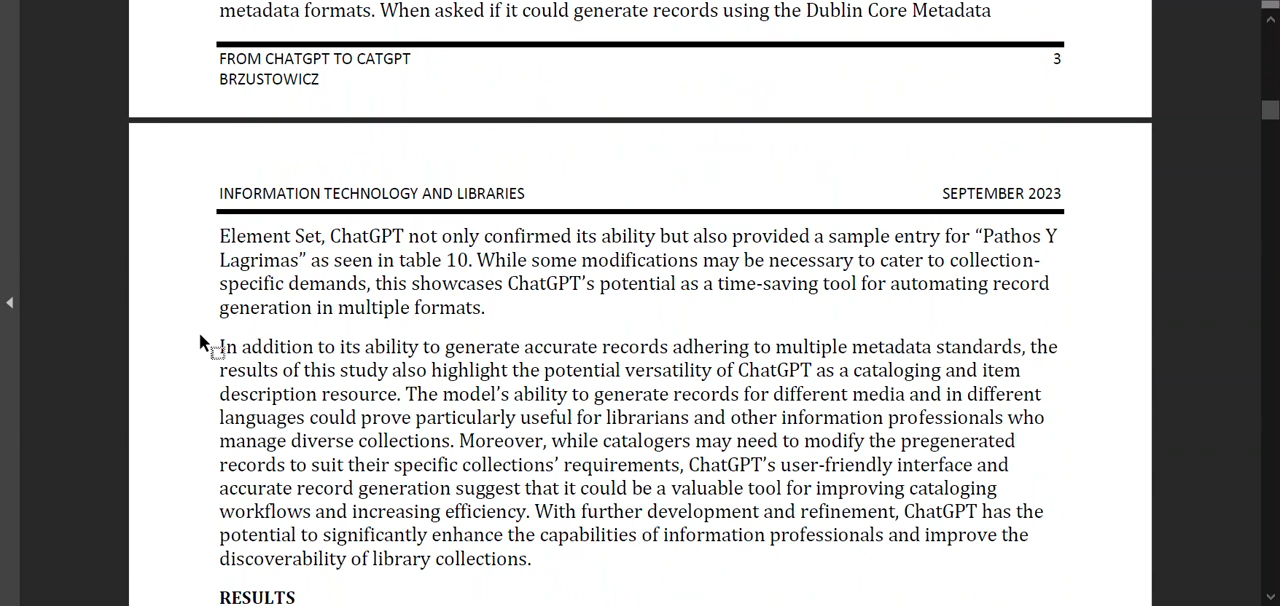 metadata formats. When asked if it could generate records using the Dublin Core Metadata
FROM CHATGPT TO CATGPT 3
BRZUSTOWICZ
INFORMATION TECHNOLOGY AND LIBRARIES SEPTEMBER 2023
Element Set, ChatGPT not only confirmed its ability but also provided a sample entry for “Pathos Y
Lagrimas” as seen in table 10. While some modifications may be necessary to cater to collection-
specific demands, this showcases ChatGPT’s potential as a time-saving tool for automating record
generation in multiple formats.
In addition to its ability to generate accurate records adhering to multiple metadata standards, the
results of this study also highlight the potential versatility of ChatGPT as a cataloging and item
description resource. The model’s ability to generate records for different media and in different
languages could prove particularly useful for librarians and other information professionals who
manage diverse collections. Moreover, while catalogers may need to modify the pregenerated
records to suit their specific collections’ requirements, ChatGPT’s user-friendly interface and
accurate record generation suggest that it could be a valuable tool for improving cataloging
workflows and increasing efficiency. With further development and refinement, ChatGPT has the
potential to significantly enhance the capabilities of information professionals and improve the
discoverability of library collections.
RESULTS